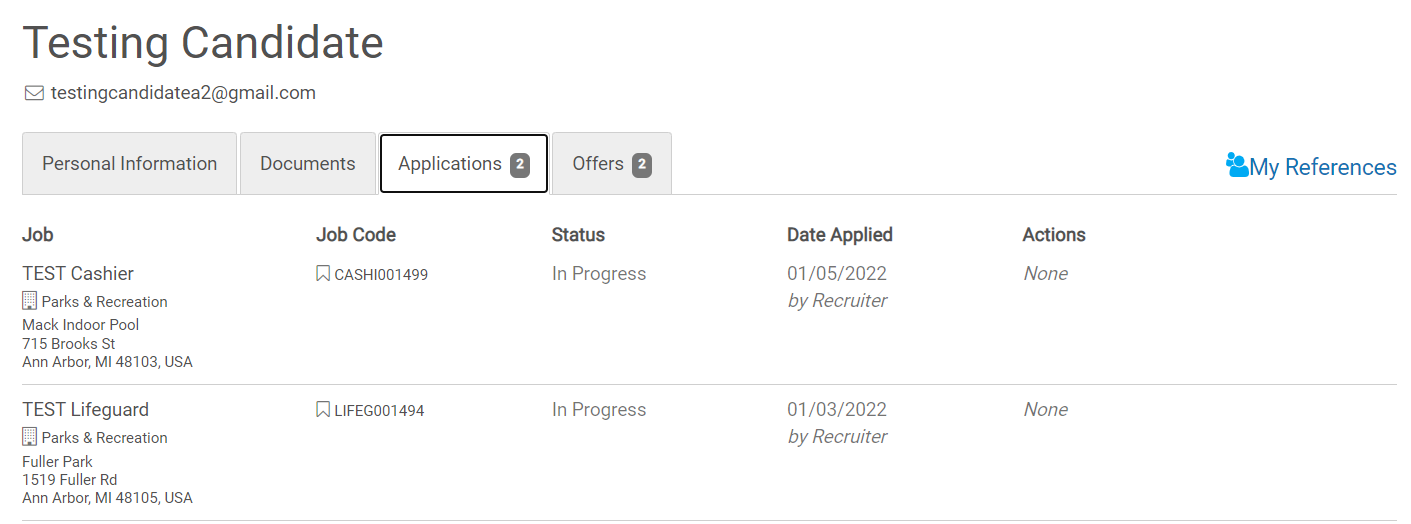 Testing Candidate
testingcandidatea2@gmail.com
Personal Information Documents Applications 2 Offers 2 My References
Job Job Code Status Date Applied Actions
TEST Cashier CASHI001499 In Progress 01/05/2022 None
Parks & Recreation by Recruiter
Mack Indoor Pool
715 Brooks St
Ann Arbor, MI 48103, USA
TEST Lifeguard LIFEG001494 In Progress 01/03/2022 None
Parks & Recreation by Recruiter
Fuller Park
1519 Fuller Rd
Ann Arbor, MI 48105, USA